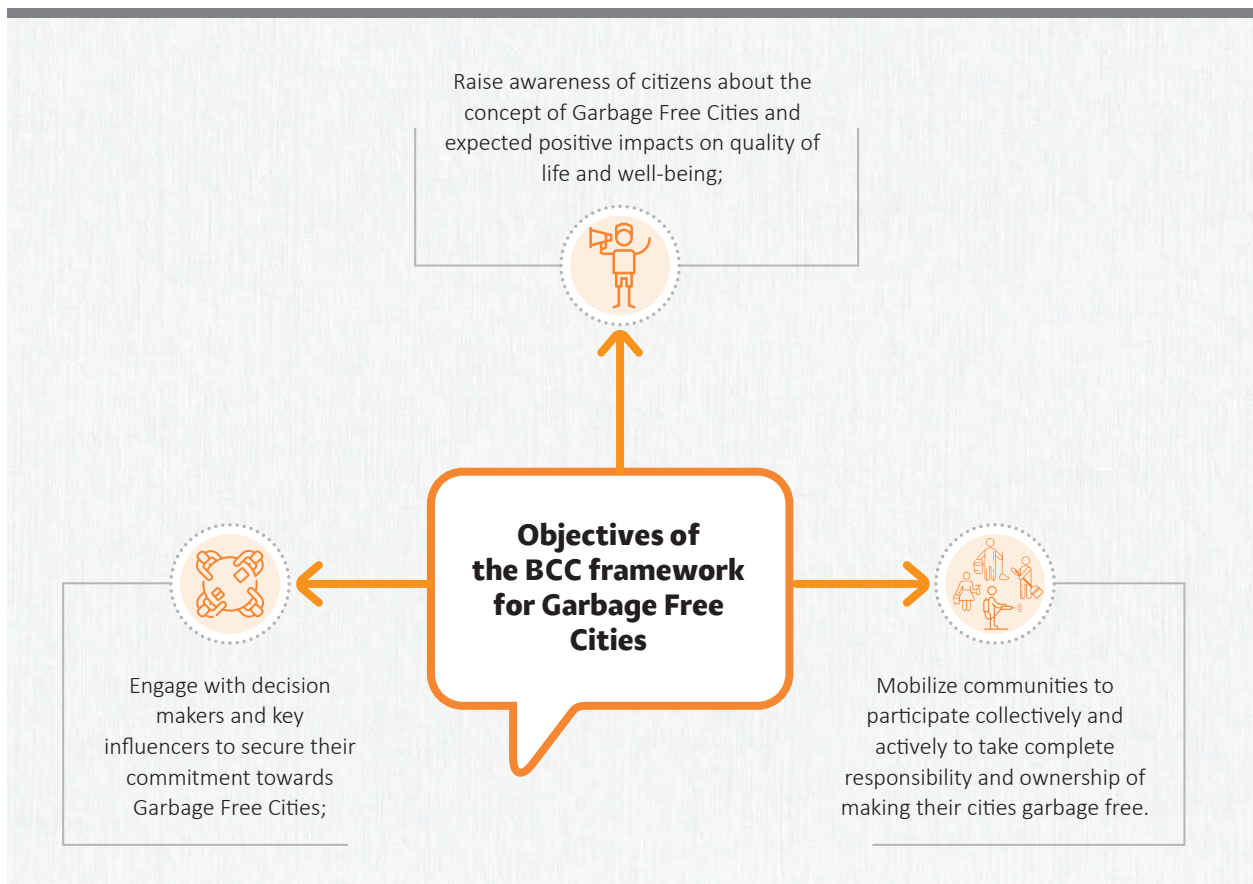 Raise awareness of citizens about the
concept of Garbage Free Cities and
expected positive impacts on quality of
life and well-being;
Objectives of
the BCC framework
for Garbage Free
Cities
Engage with decision
makers and key
influencers to secure their
commitment towards
Garbage Free Cities;
Mobilize communities to
participate collectively and
actively to take complete
responsibility and ownership of
making their cities garbage free.